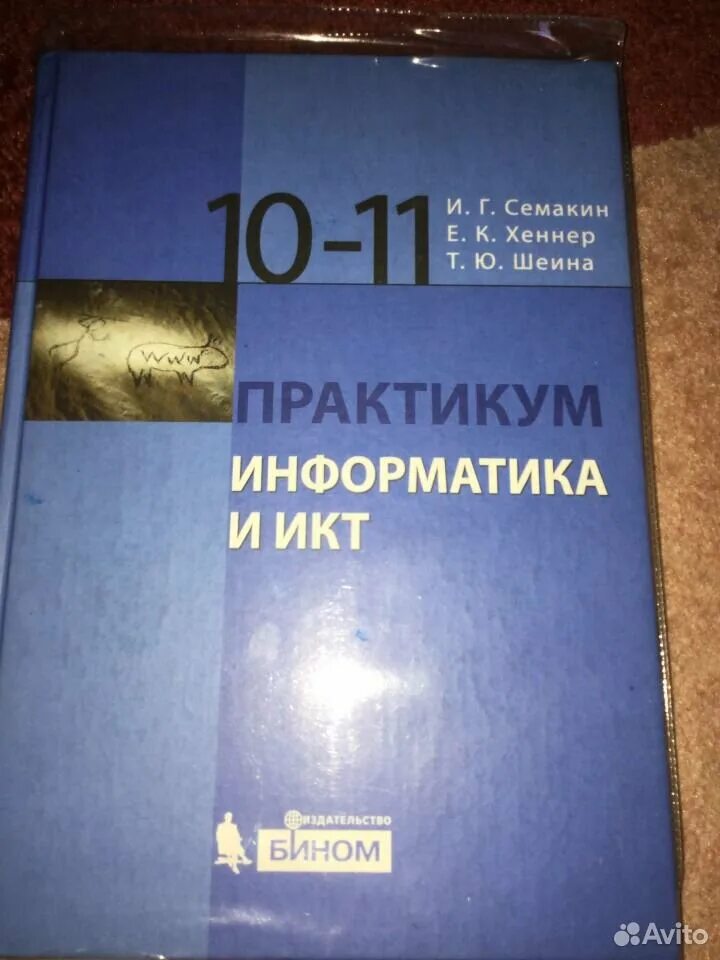 10-11
И. Г. Семакин
Е. К. Хеннер
Т. Ю. Шеина
WWW
W W
ПРАКТИКУМ
ИНФОРМАТИКА
И ИКТ
ИЗДАТЕЛЬСТВО
БИНОМ
Avito